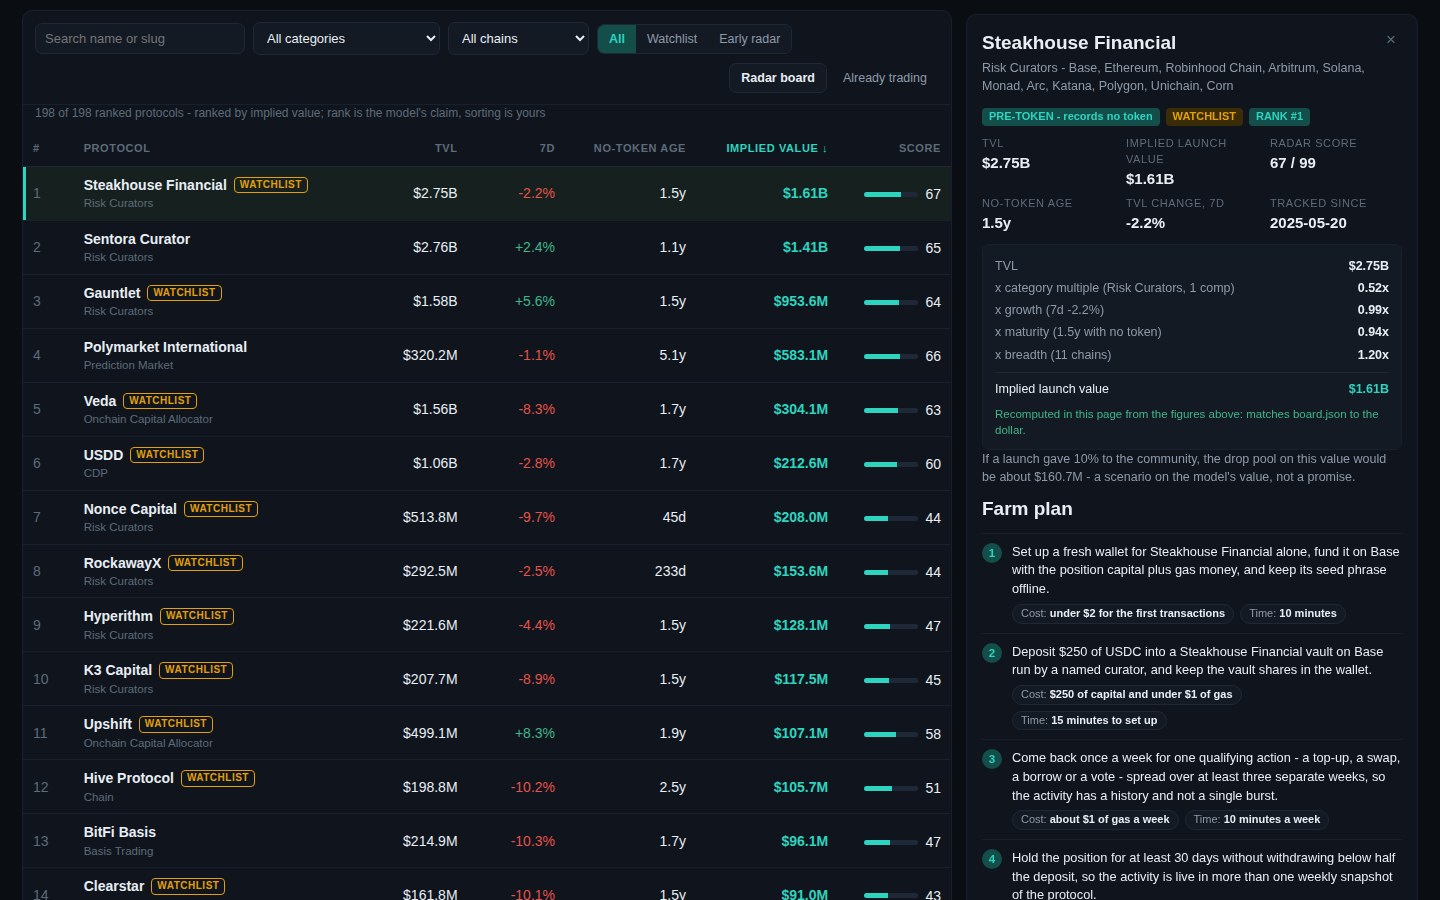 Search name or slug
All categories
All chains
All Watchlist Early radar
Radar board Already trading
198 of 198 ranked protocols - ranked by implied value; rank is the model's claim, sorting is yours
# PROTOCOL TVL 7D NO-TOKEN AGE IMPLIED VALUE ↓ SCORE
1 Steakhouse Financial WATCHLIST $2.75B -2.2% 1.5y $1.61B 67
Risk Curators
2 Sentora Curator $2.76B +2.4% 1.1y $1.41B 65
Risk Curators
3 Gauntlet WATCHLIST $1.58B +5.6% 1.5y $953.6M 64
Risk Curators
4 Polymarket International $320.2M -1.1% 5.1y $583.1M 66
Prediction Market
5 Veda WATCHLIST $1.56B -8.3% 1.7y $304.1M 63
Onchain Capital Allocator
6 USDD WATCHLIST $1.06B -2.8% 1.7y $212.6M 60
CDP
7 Nonce Capital WATCHLIST $513.8M -9.7% 45d $208.0M 44
Risk Curators
8 RockawayX WATCHLIST $292.5M -2.5% 233d $153.6M 44
Risk Curators
9 Hyperithm WATCHLIST $221.6M -4.4% 1.5y $128.1M 47
Risk Curators
10 K3 Capital WATCHLIST $207.7M -8.9% 1.5y $117.5M 45
Risk Curators
11 Upshift WATCHLIST $499.1M +8.3% 1.9y $107.1M 58
Onchain Capital Allocator
12 Hive Protocol WATCHLIST $198.8M -10.2% 2.5y $105.7M 51
Chain
13 BitFi Basis $214.9M -10.3% 1.7y $96.1M 47
Basis Trading
14 Clearstar WATCHLIST $161.8M -10.1% 1.5y $91.0M 43
Steakhouse Financial ×
Risk Curators - Base, Ethereum, Robinhood Chain, Arbitrum, Solana,
Monad, Arc, Katana, Polygon, Unichain, Corn
PRE-TOKEN - records no token WATCHLIST RANK #1
TVL IMPLIED LAUNCH VALUE RADAR SCORE
$2.75B $1.61B 67 / 99
NO-TOKEN AGE TVL CHANGE, 7D TRACKED SINCE
1.5y -2.2% 2025-05-20
TVL $2.75B
x category multiple (Risk Curators, 1 comp) 0.52x
x growth (7d -2.2%) 0.99x
x maturity (1.5y with no token) 0.94x
x breadth (11 chains) 1.20x
Implied launch value $1.61B
Recomputed in this page from the figures above: matches board.json to the
dollar.
If a launch gave 10% to the community, the drop pool on this value would
be about $160.7M - a scenario on the model's value, not a promise.
Farm plan
1 Set up a fresh wallet for Steakhouse Financial alone, fund it on Base
with the position capital plus gas money, and keep its seed phrase
offline.
Cost: under $2 for the first transactions Time: 10 minutes
2 Deposit $250 of USDC into a Steakhouse Financial vault on Base
run by a named curator, and keep the vault shares in the wallet.
Cost: $250 of capital and under $1 of gas
Time: 15 minutes to set up
3 Come back once a week for one qualifying action - a top-up, a swap,
a borrow or a vote - spread over at least three separate weeks, so
the activity has a history and not a single burst.
Cost: about $1 of gas a week Time: 10 minutes a week
4 Hold the position for at least 30 days without withdrawing below half
the deposit, so the activity is live in more than one weekly snapshot
of the protocol.